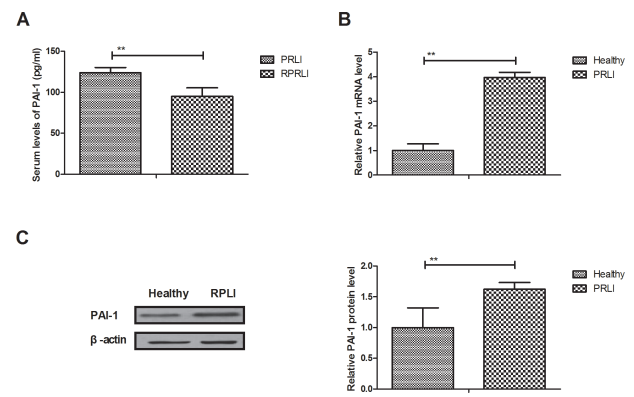 A
Serum levels of PAI-1 (pg/ml)
150
100
50
0
**
PRLI
RPRLI
B
Relative PAI-1 mRNA level
5
4
3
2
1
0
**
Healthy
PRLI
C
Healthy RPLI
PAI-1
β -actin
Relative PAI-1 protein level
2.0
1.5
1.0
0.5
0.0
**
Healthy
PRLI